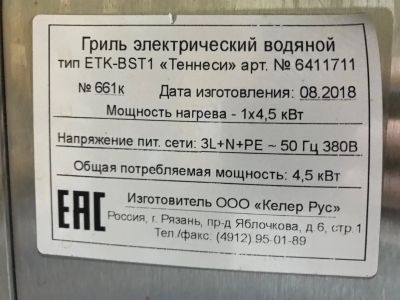 Гриль электрический водяной
тип ETK-BST1 «Теннеси» арт. № 6411711
№ 661к Дата изготовления: 08.2018
Мощность нагрева - 1x4,5 кВт
Напряжение пит. сети: 3L+N+PE ~ 50 Гц 380В
Общая потребляемая мощность: 4,5 кВт
EAC
Изготовитель ООО «Келер Рус»
Россия, г. Рязань, пр-д Яблочкова, д.6, стр.1
Тел./факс: (4912) 95-01-89